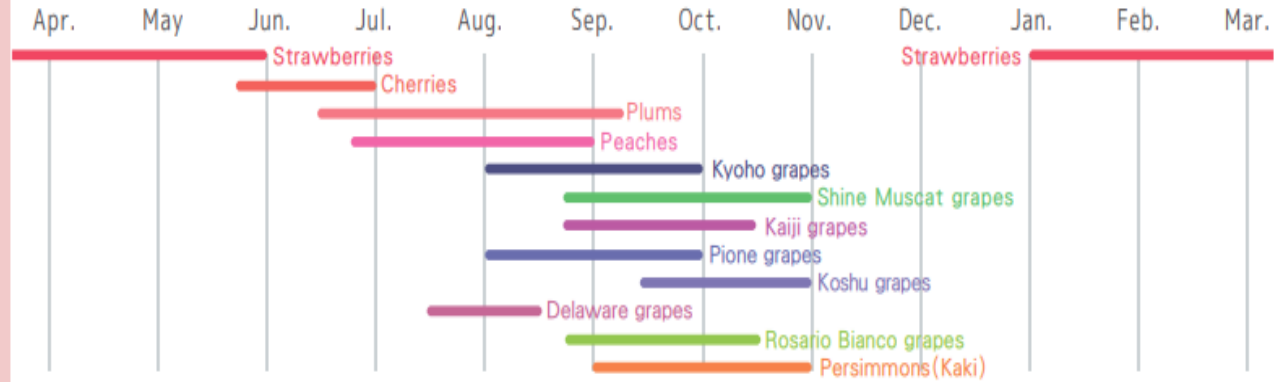 Apr. May Jun. Jul. Aug. Sep. Oct. Nov. Dec. Jan. Feb. Mar.
Strawberries Strawberries
Cherries
Plums
Peaches
Kyoho grapes
Shine Muscat grapes
Kaiji grapes
Pione grapes
Koshu grapes
Delaware grapes
Rosario Bianco grapes
Persimmons(Kaki)